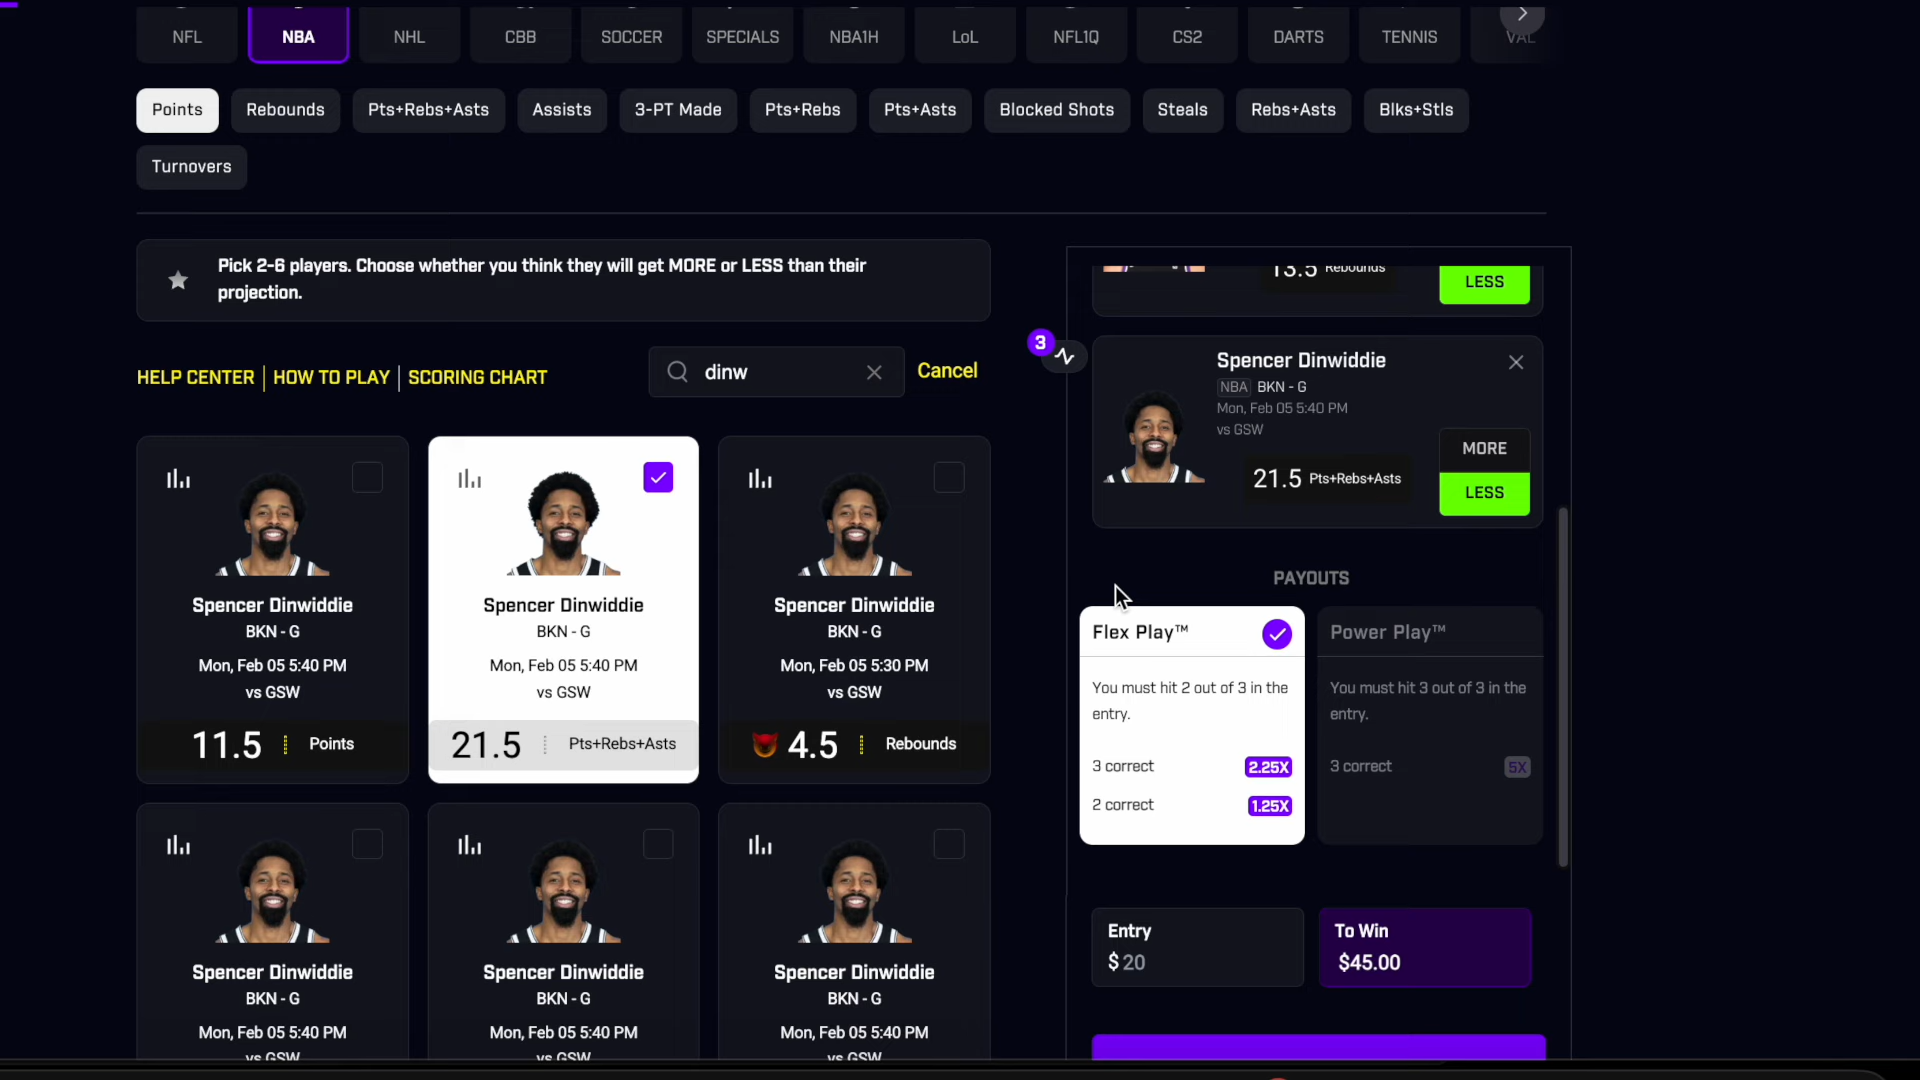 NFL
NBA
NHL
CBB
SOCCER
SPECIALS
NBA1H
LoL
NFL1Q
CS2
DARTS
TENNIS
VAL
Points
Rebounds
Pts+Rebs+Asts
Assists
3-PT Made
Pts+Rebs
Pts+Asts
Blocked Shots
Steals
Rebs+Asts
Blks+Stls
Turnovers
Pick 2-6 players. Choose whether you think they will get MORE or LESS than their
projection.
HELP CENTER
HOW TO PLAY
SCORING CHART
dinw
Cancel
Spencer Dinwiddie
BKN - G
Mon, Feb 05 5:40 PM
vs GSW
11.5 Points
Spencer Dinwiddie
BKN - G
Mon, Feb 05 5:40 PM
vs GSW
21.5 Pts+Rebs+Asts
Spencer Dinwiddie
BKN - G
Mon, Feb 05 5:30 PM
vs GSW
4.5 Rebounds
Spencer Dinwiddie
BKN - G
Mon, Feb 05 5:40 PM
vs GSW
Spencer Dinwiddie
BKN - G
Mon, Feb 05 5:40 PM
vs GSW
Spencer Dinwiddie
BKN - G
Mon, Feb 05 5:40 PM
vs GSW
13.5 Rebounds
LESS
3
Spencer Dinwiddie
NBA BKN - G
Mon, Feb 05 5:40 PM
vs GSW
21.5 Pts+Rebs+Asts
MORE
LESS
PAYOUTS
Flex Play™
You must hit 2 out of 3 in the
entry.
3 correct 2.25X
2 correct 1.25X
Power Play™
You must hit 3 out of 3 in the
entry.
3 correct 5X
Entry
$ 20
To Win
$45.00